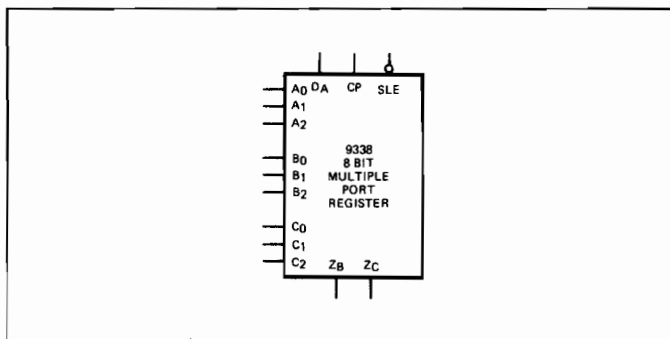 DA CP SLE
A0
A1
A2
9338
8 BIT
MULTIPLE
PORT
REGISTER
B0
B1
B2
C0
C1
C2
ZB ZC